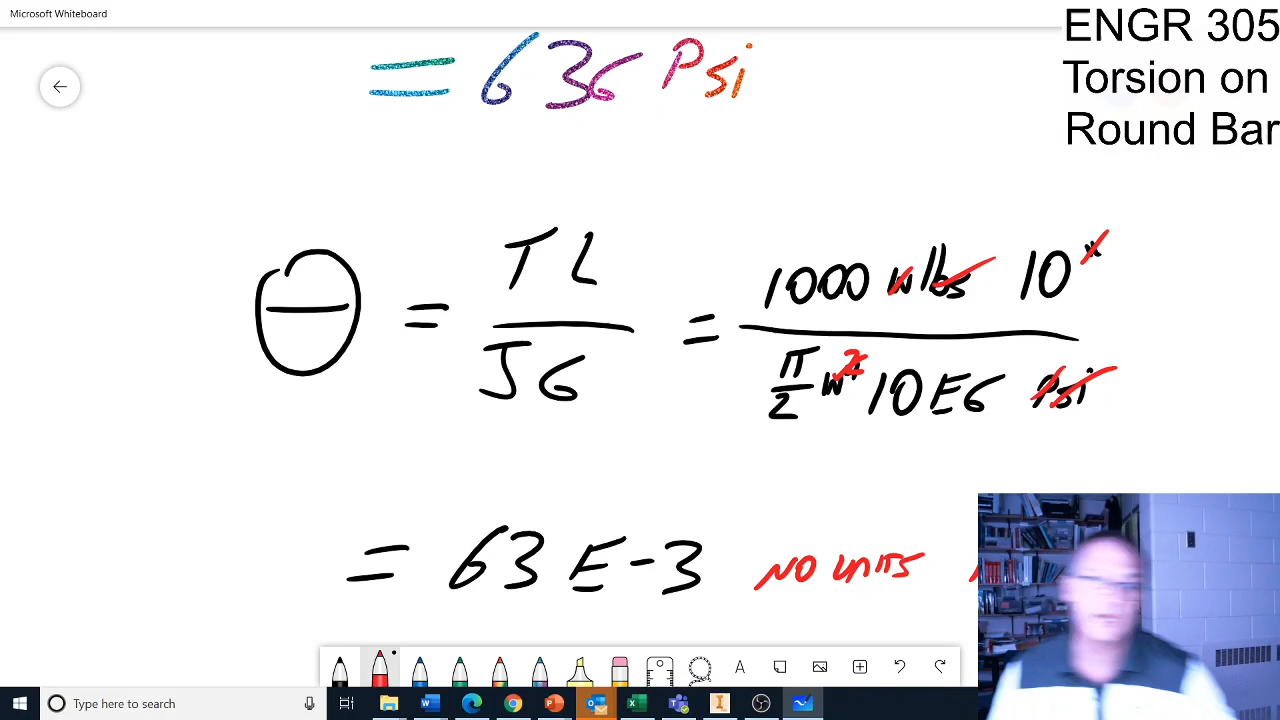 Microsoft Whiteboard
ENGR 305
Torsion on
Round Bar
= 636 Psi
θ = TL / JG = 1000 in lbs 10 in / π/2 in⁴ 10E6 Psi
= 63 E-3 NO UNITS
A
Type here to search